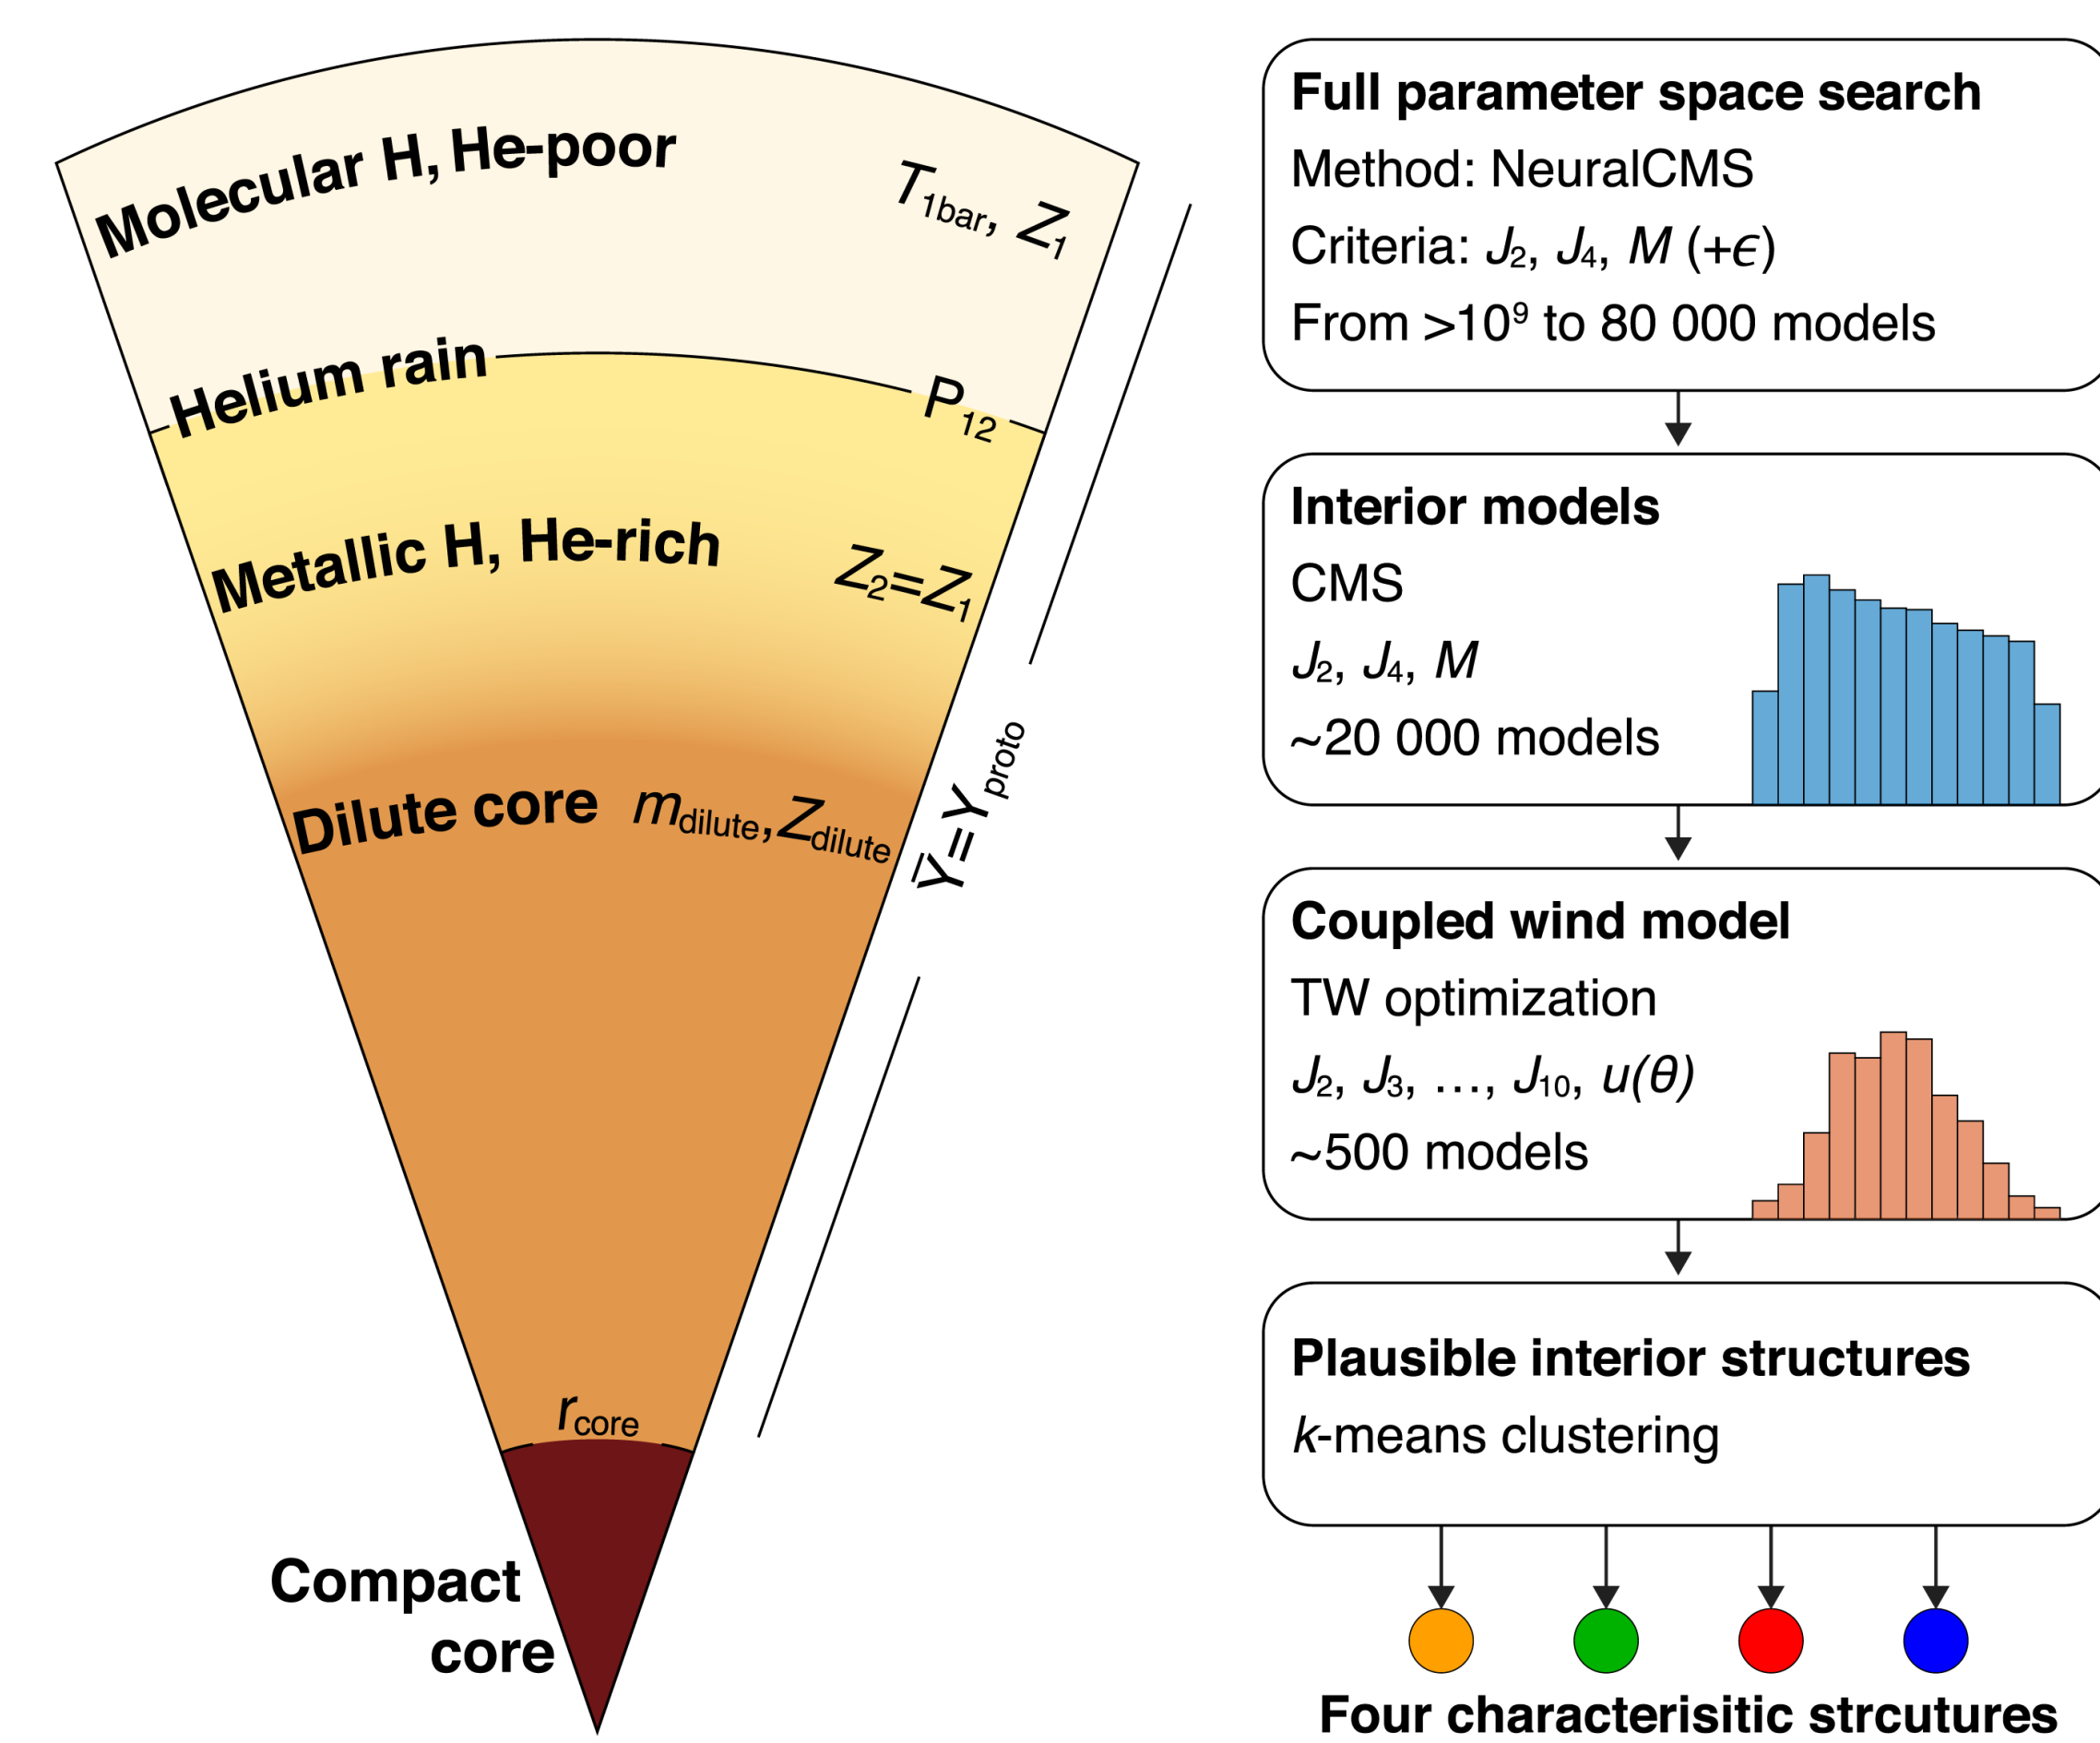 Molecular H, He-poor
T1bar, Z1
Helium rain
P12
Metallic H, He-rich
Z2=Z1
Dilute core mdilute, Zdilute
Y̅=Yproto
rcore
Compact
core
Full parameter space search
Method: NeuralCMS
Criteria: J2, J4, M (+ϵ)
From >10⁹ to 80 000 models
Interior models
CMS
J2, J4, M
~20 000 models
Coupled wind model
TW optimization
J2, J3, ..., J10, u(θ)
~500 models
Plausible interior structures
k-means clustering
Four characterisitic strcutures